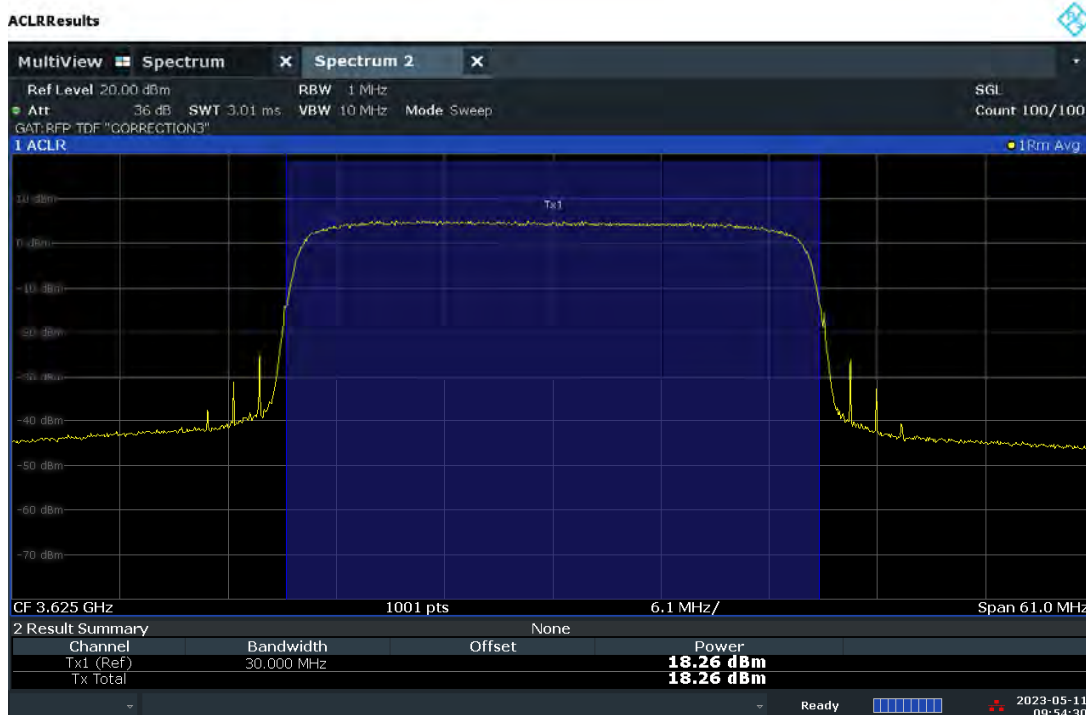 ACLRResults
MultiView Spectrum X Spectrum 2 X
Ref Level 20.00 dBm RBW 1 MHz SGL
Att 36 dB SWT 3.01 ms VBW 10 MHz Mode Sweep Count 100/100
GAT:RFP TDF "CORRECTION3"
1 ACLR 1Rm Avg
10 dBm
Tx1
0 dBm
-10 dBm
-20 dBm
-30 dBm
-40 dBm
-50 dBm
-60 dBm
-70 dBm
CF 3.625 GHz 1001 pts 6.1 MHz/ Span 61.0 MHz
2 Result Summary None
Channel Bandwidth Offset Power
Tx1 (Ref) 30.000 MHz 18.26 dBm
Tx Total 18.26 dBm
Ready 2023-05-11
09:54:30